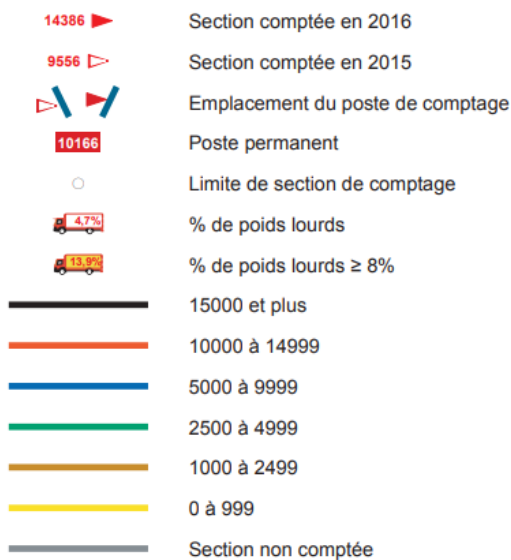 14386 Section comptée en 2016
9556 Section comptée en 2015
Emplacement du poste de comptage
10166 Poste permanent
Limite de section de comptage
4,7% % de poids lourds
13,9% % de poids lourds ≥ 8%
15000 et plus
10000 à 14999
5000 à 9999
2500 à 4999
1000 à 2499
0 à 999
Section non comptée